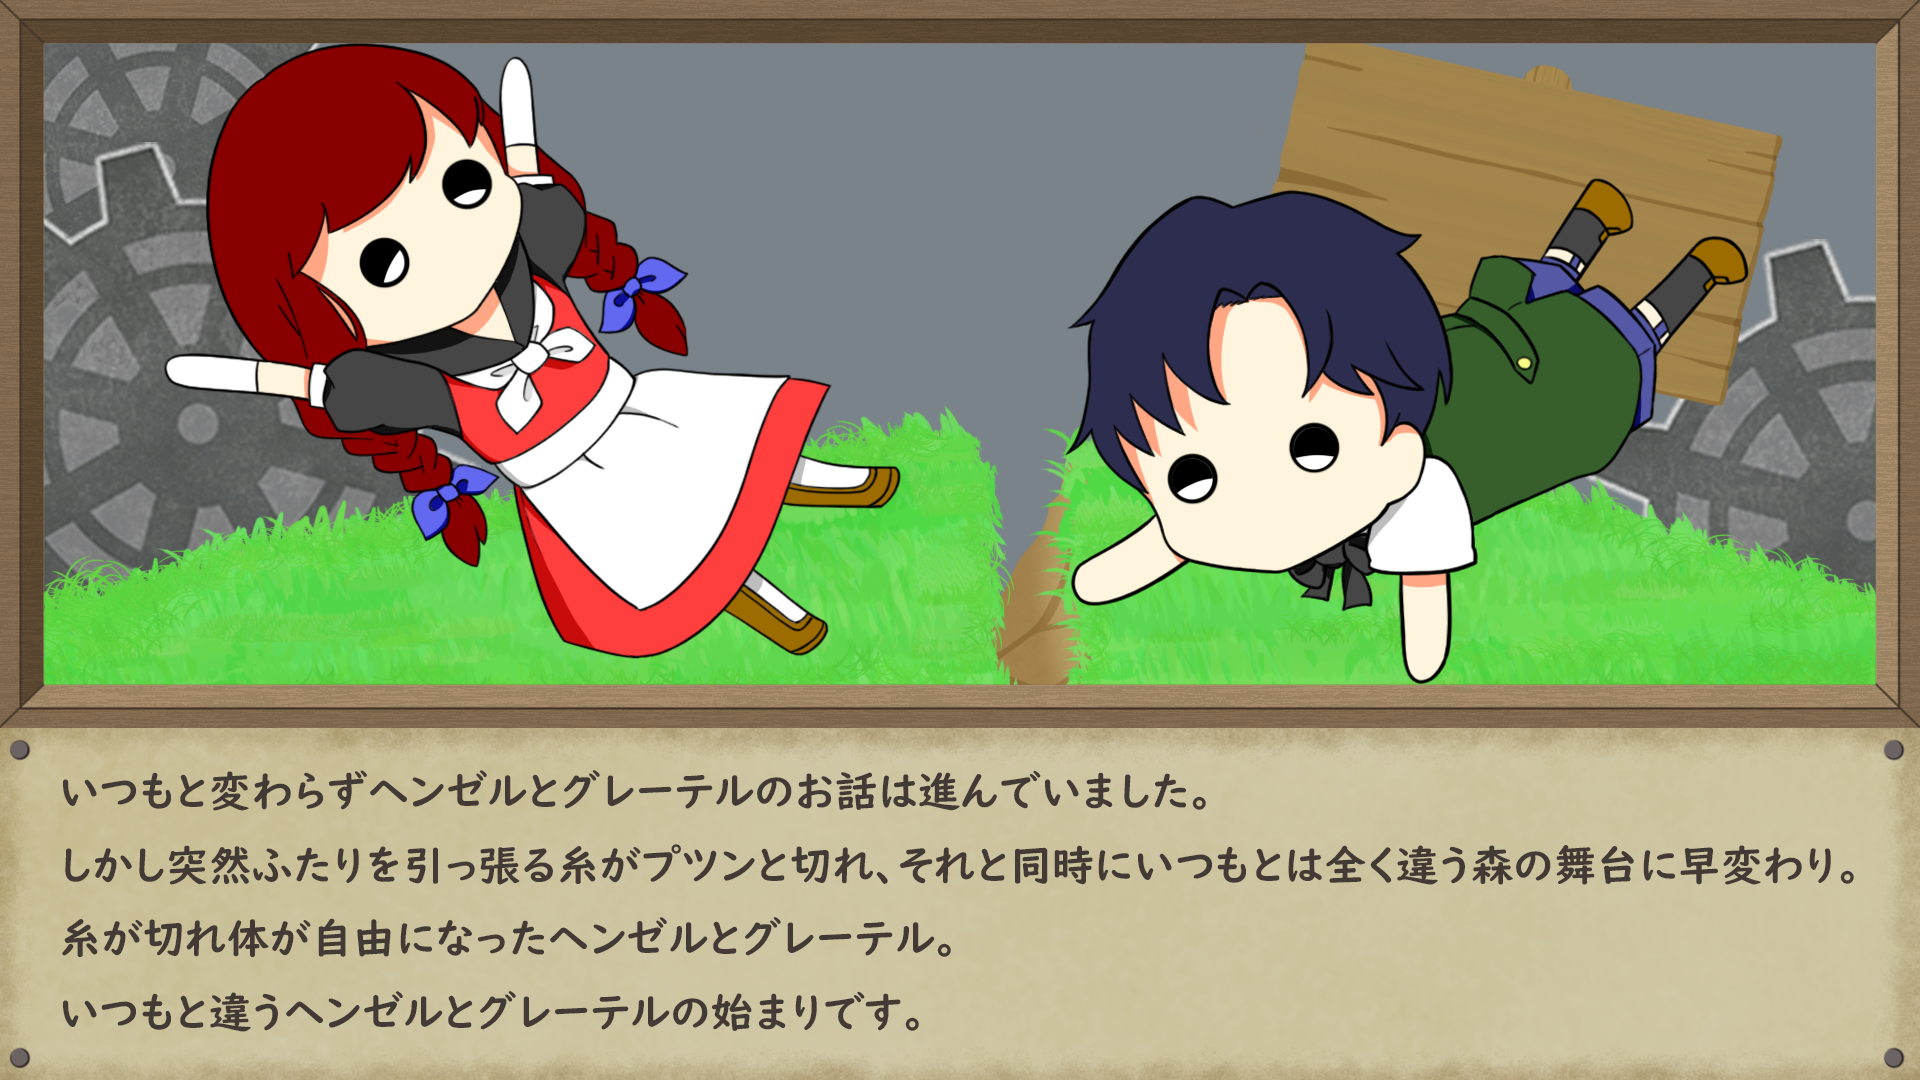 いつもと変わらずヘンゼルとグレーテルのお話は進んでいました。
しかし突然ふたりを引っ張る糸がプツンと切れ、それと同時にいつもとは全く違う森の舞台に早変わり。
糸が切れ体が自由になったヘンゼルとグレーテル。
いつもと違うヘンゼルとグレーテルの始まりです。